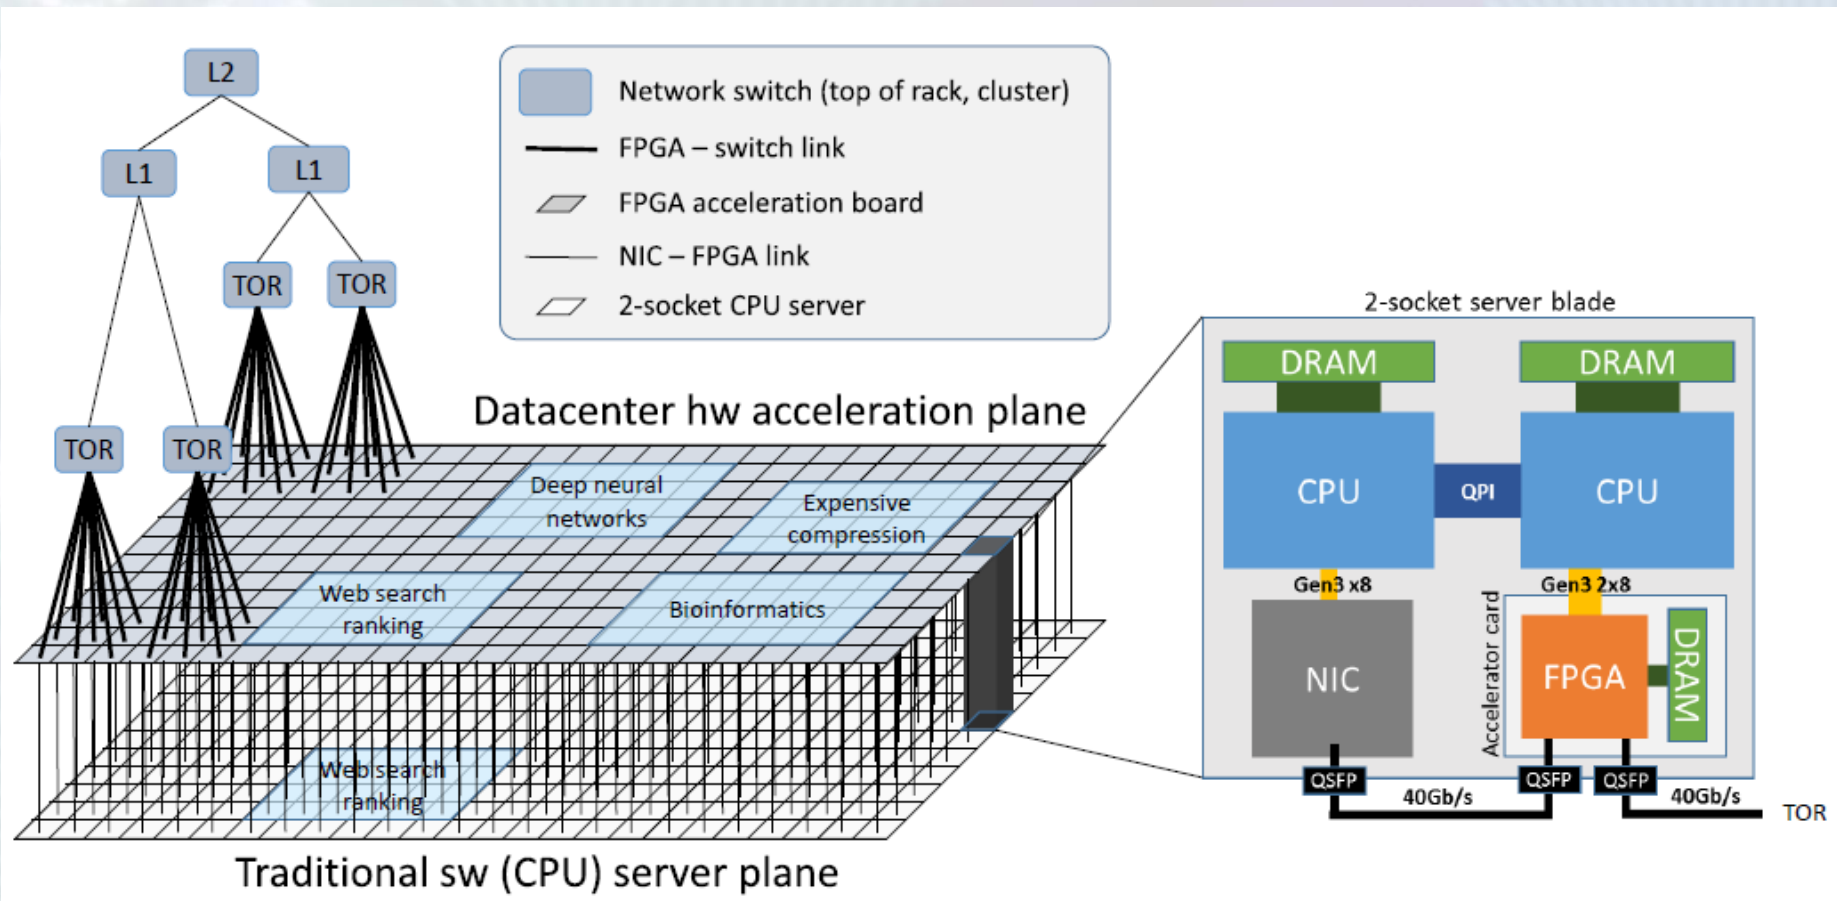 L2
L1
L1
TOR
TOR
TOR
TOR
Network switch (top of rack, cluster)
FPGA – switch link
FPGA acceleration board
NIC – FPGA link
2-socket CPU server
Datacenter hw acceleration plane
Deep neural
networks
Expensive
compression
Web search
ranking
Bioinformatics
Web search
ranking
Traditional sw (CPU) server plane
2-socket server blade
DRAM
DRAM
CPU
QPI
CPU
Gen3 x8
Gen3 2x8
Accelerator card
NIC
FPGA
DRAM
QSFP
QSFP
QSFP
40Gb/s
40Gb/s
TOR